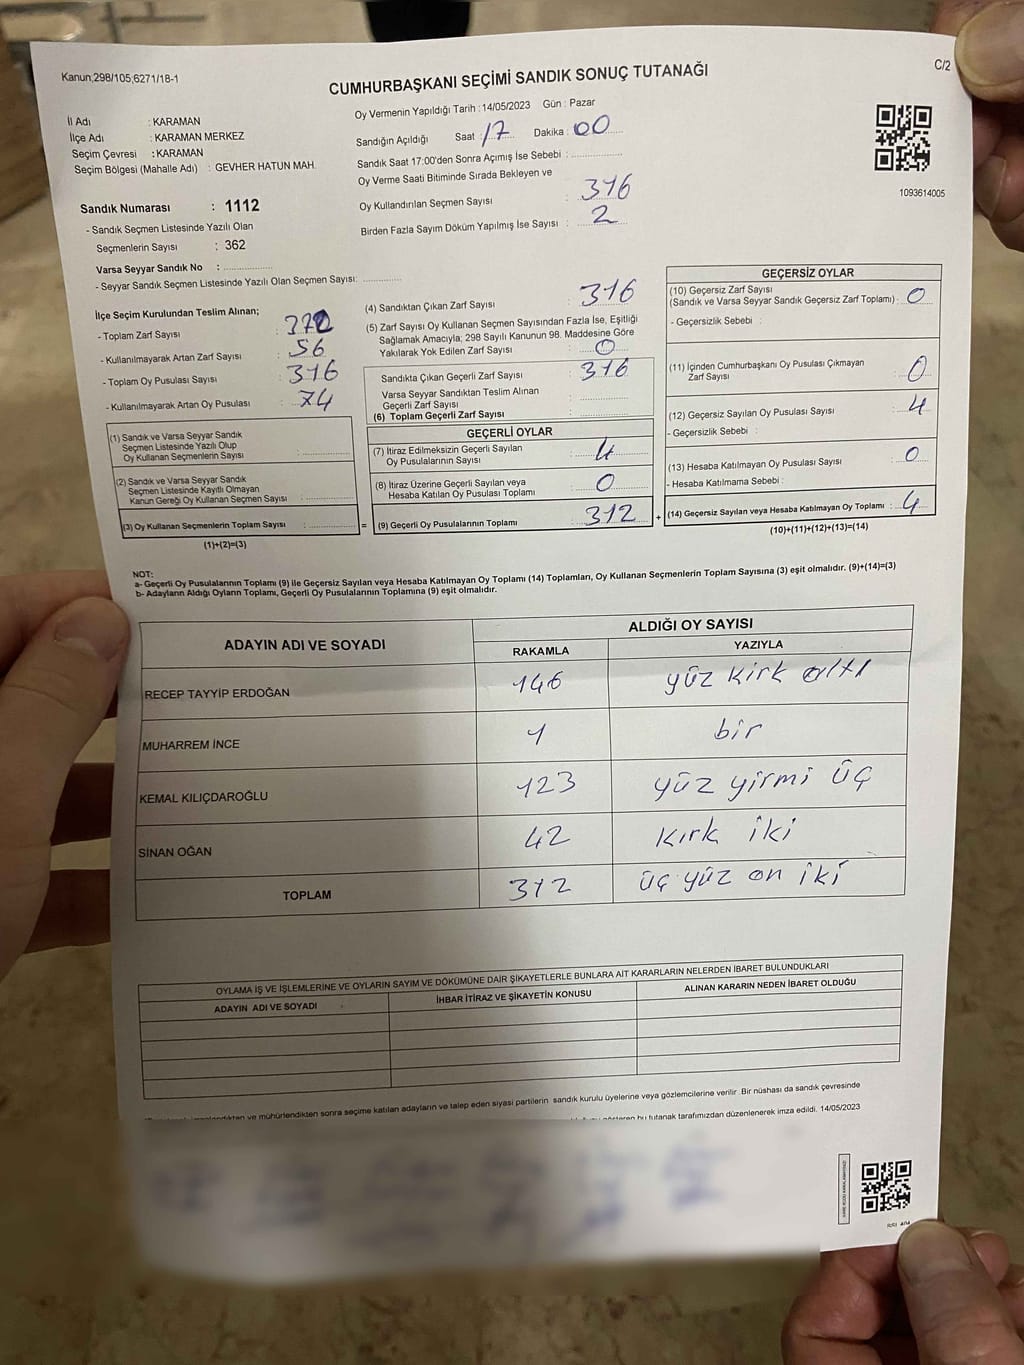 Kanun;298/105,6271/18-1
C/2
CUMHURBAŞKANI SEÇİMİ SANDIK SONUÇ TUTANAĞI
İl Adı : KARAMAN
İlçe Adı : KARAMAN MERKEZ
Seçim Çevresi : KARAMAN
Seçim Bölgesi (Mahalle Adı) : GEVHER HATUN MAH.
Oy Vermenin Yapıldığı Tarih : 14/05/2023 Gün : Pazar
Sandığın Açıldığı Saat : 17 Dakika : 00
Sandık Saat 17:00'den Sonra Açımış İse Sebebi :
Oy Verme Saati Bitiminde Sırada Bekleyen ve
Oy Kullandırılan Seçmen Sayısı : 316
Birden Fazla Sayım Döküm Yapılmış İse Sayısı : 2
1093614005
Sandık Numarası : 1112
- Sandık Seçmen Listesinde Yazılı Olan
Seçmenlerin Sayısı : 362
Varsa Seyyar Sandık No :
- Seyyar Sandık Seçmen Listesinde Yazılı Olan Seçmen Sayısı:
İlçe Seçim Kurulundan Teslim Alınan;
- Toplam Zarf Sayısı : 372
- Kullanılmayarak Artan Zarf Sayısı : 56
- Toplam Oy Pusulası Sayısı : 316
- Kullanılmayarak Artan Oy Pusulası : 74
(4) Sandıktan Çıkan Zarf Sayısı : 316
(5) Zarf Sayısı Oy Kullanan Seçmen Sayısından Fazla İse, Eşitliği
Sağlamak Amacıyla; 298 Sayılı Kanunun 98. Maddesine Göre
Yakılarak Yok Edilen Zarf Sayısı : 0
Sandıkta Çıkan Geçerli Zarf Sayısı : 316
Varsa Seyyar Sandıktan Teslim Alınan
Geçerli Zarf Sayısı :
(6) Toplam Geçerli Zarf Sayısı :
GEÇERSİZ OYLAR
(10) Geçersiz Zarf Sayısı
(Sandık ve Varsa Seyyar Sandık Geçersiz Zarf Toplamı) : 0
- Geçersizlik Sebebi :
(11) İçinden Cumhurbaşkanı Oy Pusulası Çıkmayan
Zarf Sayısı : 0
(12) Geçersiz Sayılan Oy Pusulası Sayısı : 4
- Geçersizlik Sebebi :
(13) Hesaba Katılmayan Oy Pusulası Sayısı : 0
- Hesaba Katılmama Sebebi :
(14) Geçersiz Sayılan veya Hesaba Katılmayan Oy Toplamı : 4
(10)+(11)+(12)+(13)=(14)
(1) Sandık ve Varsa Seyyar Sandık
Seçmen Listesinde Yazılı Olup
Oy Kullanan Seçmenlerin Sayısı :
(2) Sandık ve Varsa Seyyar Sandık
Seçmen Listesinde Kayıtlı Olmayan
Kanun Gereği Oy Kullanan Seçmen Sayısı :
(3) Oy Kullanan Seçmenlerin Toplam Sayısı :
(1)+(2)=(3)
=
GEÇERLİ OYLAR
(7) İtiraz Edilmeksizin Geçerli Sayılan
Oy Pusulalarının Sayısı : 4
(8) İtiraz Üzerine Geçerli Sayılan veya
Hesaba Katılan Oy Pusulası Toplamı : 0
(9) Geçerli Oy Pusulalarının Toplamı : 312
+
NOT:
a- Geçerli Oy Pusulalarının Toplamı (9) ile Geçersiz Sayılan veya Hesaba Katılmayan Oy Toplamı (14) Toplamları, Oy Kullanan Seçmenlerin Toplam Sayısına (3) eşit olmalıdır. (9)+(14)=(3)
b- Adayların Aldığı Oyların Toplamı, Geçerli Oy Pusulalarının Toplamına (9) eşit olmalıdır.
ADAYIN ADI VE SOYADI
ALDIĞI OY SAYISI
RAKAMLA YAZIYLA
RECEP TAYYİP ERDOĞAN 146 yüz kırk altı
MUHARREM İNCE 1 bir
KEMAL KILIÇDAROĞLU 123 yüz yirmi üç
SİNAN OĞAN 42 kırk iki
TOPLAM 312 üç yüz on iki
OYLAMA İŞ VE İŞLEMLERİNE VE OYLARIN SAYIM VE DÖKÜMÜNE DAİR ŞİKAYETLERLE BUNLARA AİT KARARLARIN NELERDEN İBARET BULUNDUKLARI
ADAYIN ADI VE SOYADI İHBAR İTİRAZ VE ŞİKAYETİN KONUSU ALINAN KARARIN NEDEN İBARET OLDUĞU
ve mühürlendikten sonra seçime katılan adayların ve talep eden siyasi partilerin sandık kurulu üyelerine veya gözlemcilerine verilir. Bir nüshası da sandık çevresinde
bu tutanak tarafımızdan düzenlenerek imza edildi. 14/05/2023